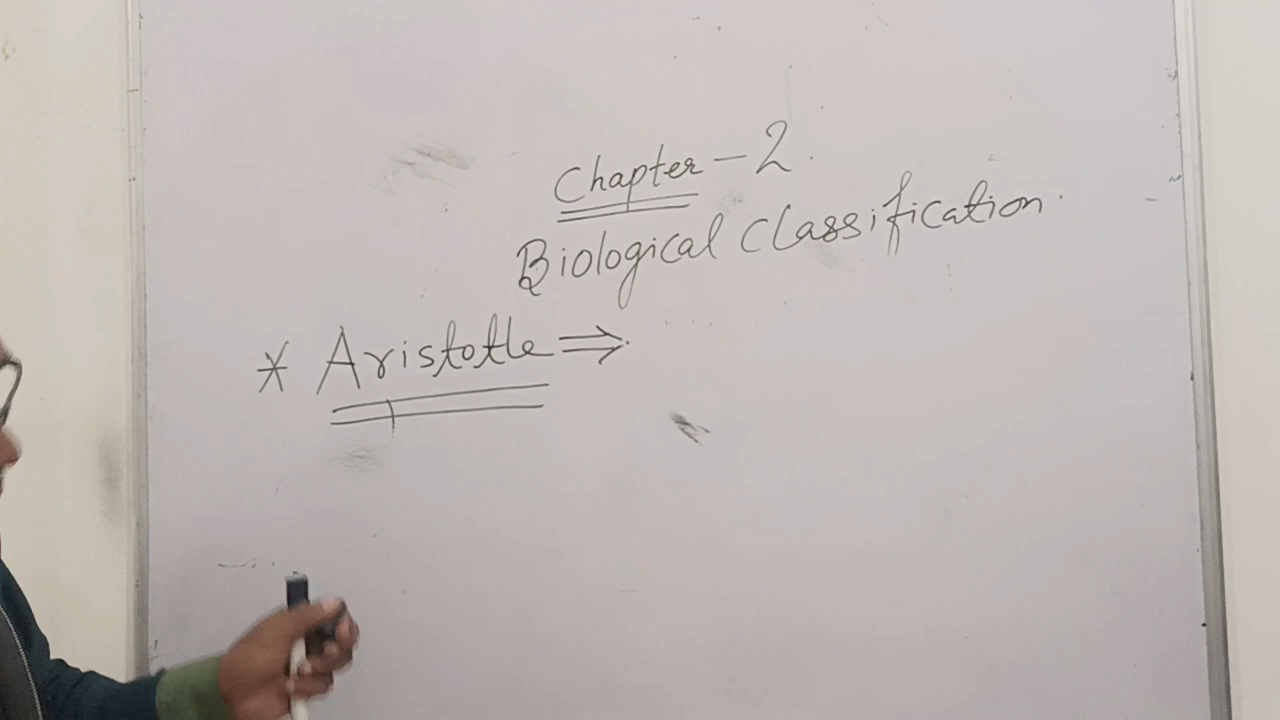 Chapter - 2.
Biological Classification.
* Aristotle ⇒